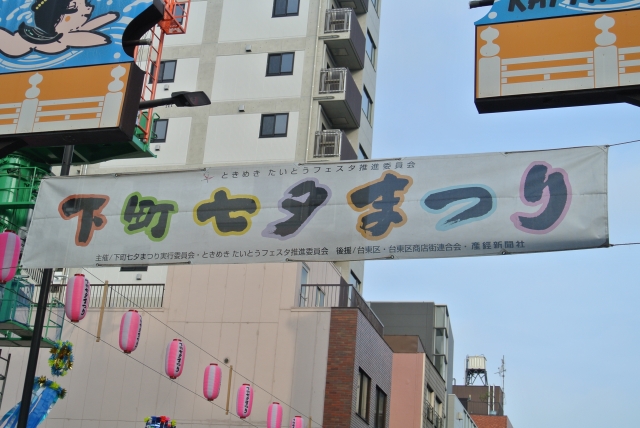 ときめき たいとうフェスタ推進委員会
下町七夕まつり
主催/下町七夕まつり実行委員会・ときめき たいとうフェスタ推進委員会 後援/台東区・台東区商店街連合会・産経新聞社